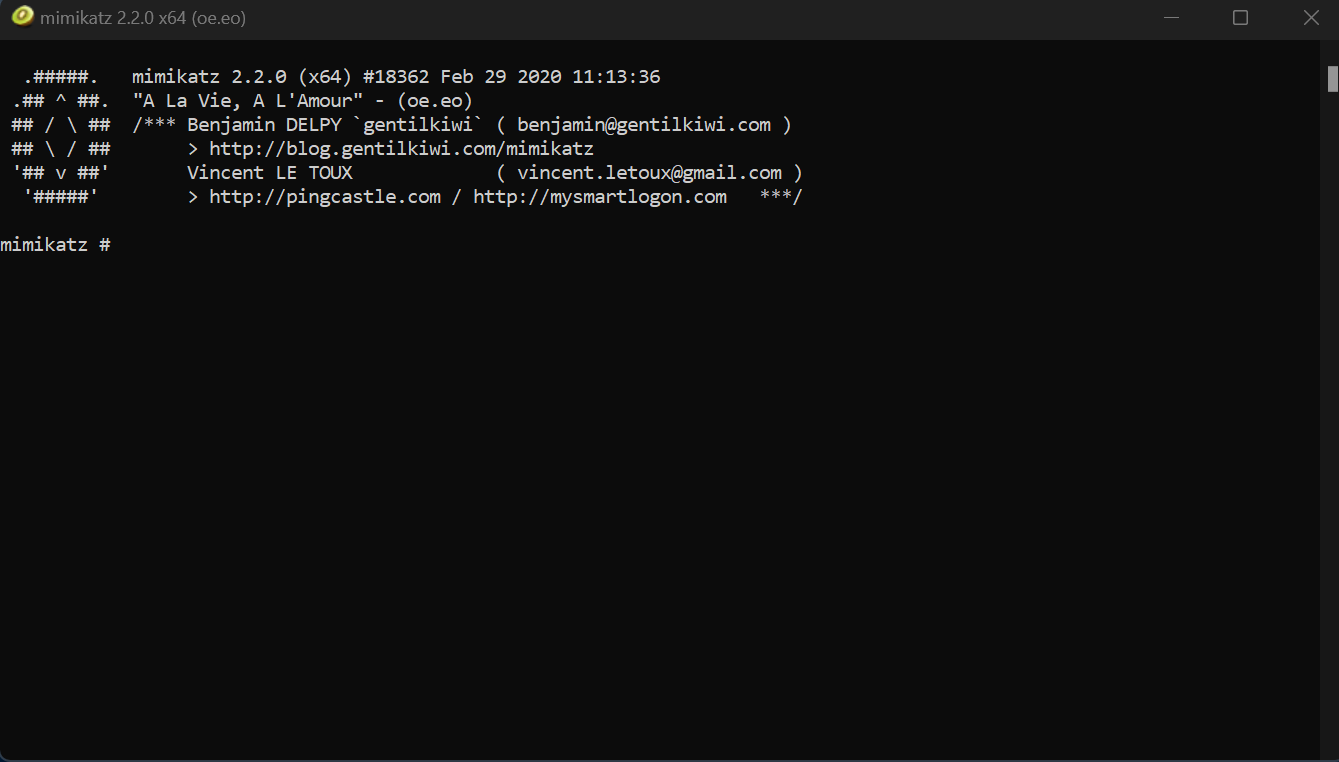 mimikatz 2.2.0 x64 (oe.eo)
  .#####.   mimikatz 2.2.0 (x64) #18362 Feb 29 2020 11:13:36
 .## ^ ##.  "A La Vie, A L'Amour" - (oe.eo)
 ## / \ ##  /*** Benjamin DELPY `gentilkiwi` ( benjamin@gentilkiwi.com )
 ## \ / ##       > http://blog.gentilkiwi.com/mimikatz
 '## v ##'       Vincent LE TOUX             ( vincent.letoux@gmail.com )
  '#####'        > http://pingcastle.com / http://mysmartlogon.com   ***/
mimikatz #